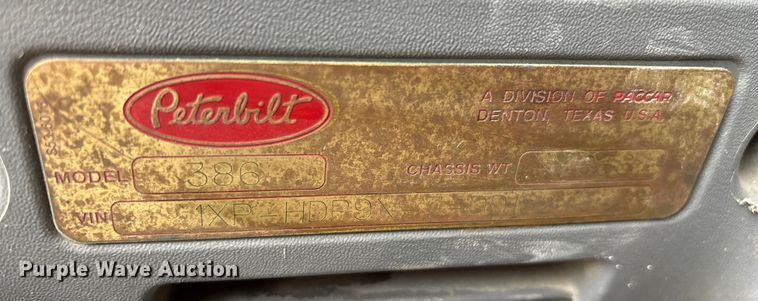 Peterbilt
A DIVISION OF PACCAR
DENTON, TEXAS U.S.A.
MODEL 386
CHASSIS WT
VIN
Purple Wave Auction